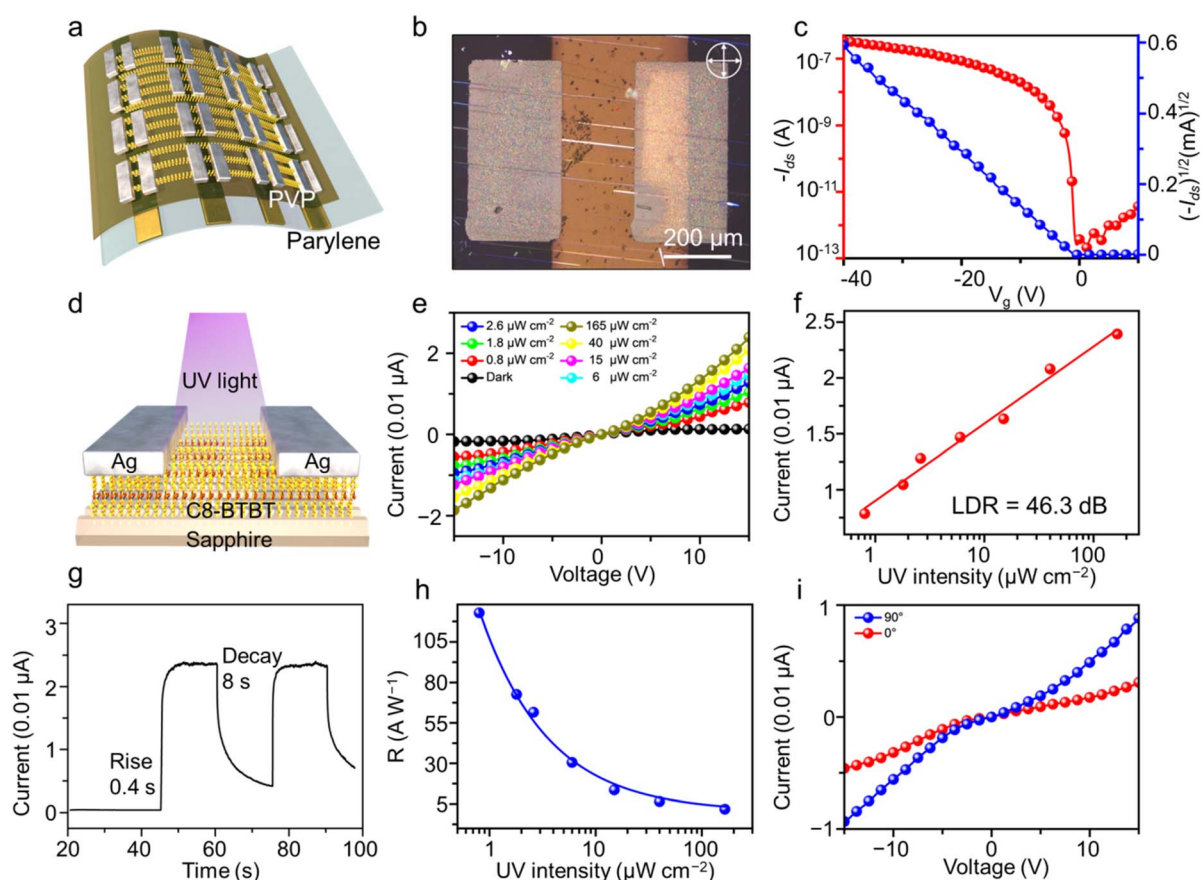 a
PVP
Parylene
b
200 μm
c
10⁻⁷
10⁻⁹
10⁻¹¹
10⁻¹³
-I_ds (A)
0.6
0.4
0.2
0
(-I_ds)^1/2 (mA)^1/2
-40
-20
0
V_g (V)
d
UV light
Ag
Ag
C8-BTBT
Sapphire
e
2.6 μW cm⁻²
165 μW cm⁻²
1.8 μW cm⁻²
40 μW cm⁻²
0.8 μW cm⁻²
15 μW cm⁻²
Dark
6 μW cm⁻²
2
0
−2
Current (0.01 μA)
−10
0
10
Voltage (V)
f
2.5
2
1.5
1
Current (0.01 μA)
LDR = 46.3 dB
1
10
100
UV intensity (μW cm⁻²)
g
3
2
1
0
Current (0.01 μA)
Decay
8 s
Rise
0.4 s
20
40
60
80
100
Time (s)
h
105
80
55
30
5
R (A W⁻¹)
1
10
100
UV intensity (μW cm⁻²)
i
90°
0°
1
0
−1
Current (0.01 μA)
−10
0
10
Voltage (V)